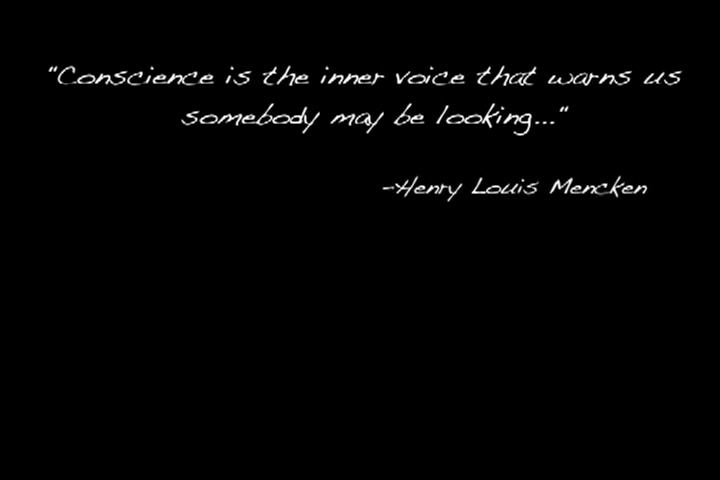 "Conscience is the inner voice that warns us
somebody may be looking..."
-Henry Louis Mencken